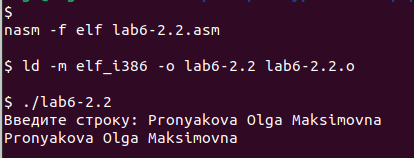 $
nasm -f elf lab6-2.2.asm
$ ld -m elf_i386 -o lab6-2.2 lab6-2.2.o
$ ./lab6-2.2
Введите строку: Pronyakova Olga Maksimovna
Pronyakova Olga Maksimovna